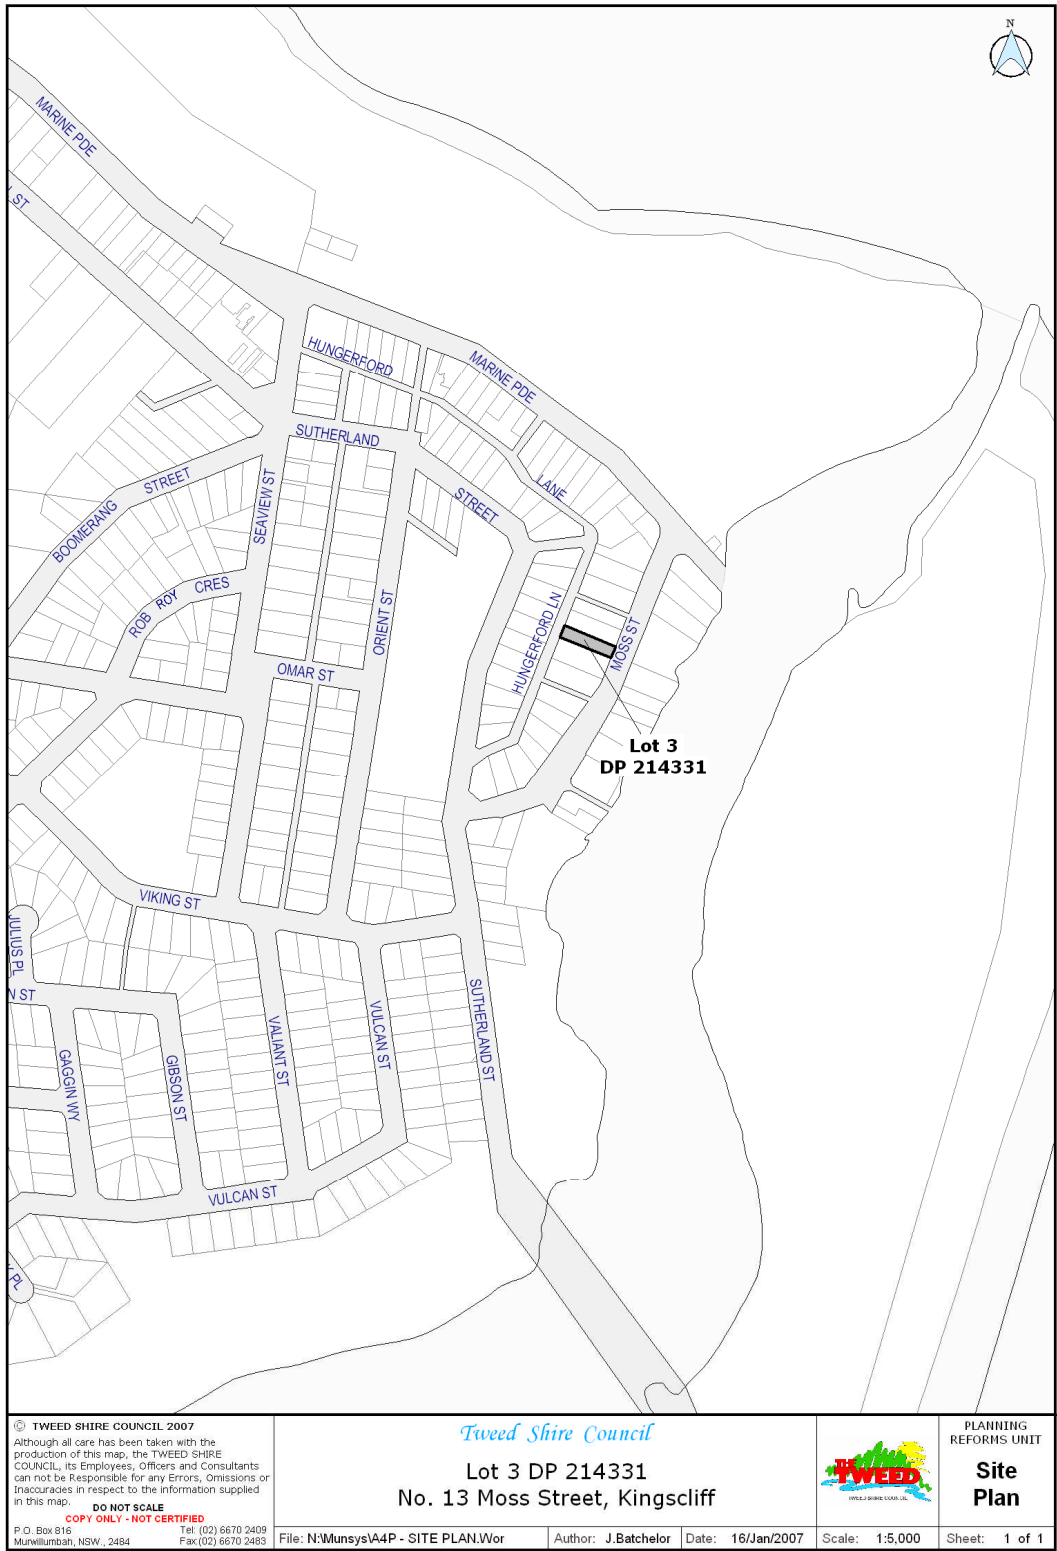 N
MARINE PDE
L ST
HUNGERFORD
MARINE PDE
SUTHERLAND
LANE
STREET
STREET
SEAVIEW ST
BOOMERANG
CRES
ROY
ROB
ORIENT ST
HUNGERFORD LN
MOSS ST
OMAR ST
Lot 3
DP 214331
VIKING ST
JULIUS PL
N ST
SUTHERLAND ST
VULCAN ST
VALIANT ST
GAGGIN WY
GIBSON ST
VULCAN ST
PL
© TWEED SHIRE COUNCIL 2007
Although all care has been taken with the
production of this map, the TWEED SHIRE
COUNCIL, its Employees, Officers and Consultants
can not be Responsible for any Errors, Omissions or
Inaccuracies in respect to the information supplied
in this map.
DO NOT SCALE
COPY ONLY - NOT CERTIFIED
P.O. Box 816
Murwillumbah, NSW., 2484
Tel: (02) 6670 2409
Fax:(02) 6670 2483
Tweed Shire Council
Lot 3 DP 214331
No. 13 Moss Street, Kingscliff
File: N:\Munsys\A4P - SITE PLAN.Wor
Author: J.Batchelor
Date: 16/Jan/2007
THE
TWEED
TWEED SHIRE COUNCIL
Scale: 1:5,000
PLANNING
REFORMS UNIT
Site
Plan
Sheet: 1 of 1